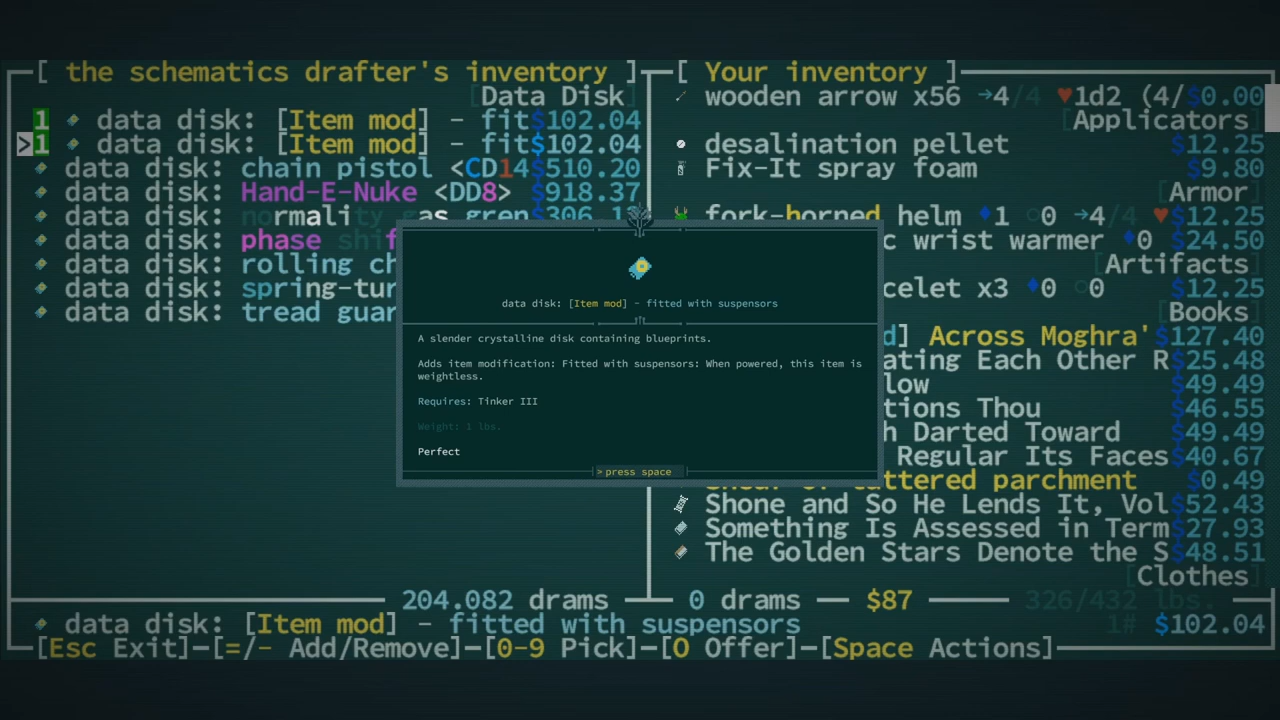 [ the schematics drafter's inventory ]
[Data Disk]
1 data disk: [Item mod] - fit$102.04
>1 data disk: [Item mod] - fit$102.04
data disk: chain pistol <CD14$510.20
data disk: Hand-E-Nuke <DD8> $918.37
data disk: normality gas gren$306.1
data disk: phase shif
data disk: rolling ch
data disk: spring-tur
data disk: tread guar
[ Your inventory ]
wooden arrow x56 →4/4 ♥1d2 (4/$0.00
[Applicators]
desalination pellet $12.25
Fix-It spray foam $9.80
[Armor]
fork-horned helm ♦1 ○0 →4/4 ♥$12.25
c wrist warmer ♦0 $24.50
[Artifacts]
celet x3 ♦0 ○0 $12.25
[Books]
d] Across Moghra'$127.40
ating Each Other R$25.48
low $49.49
tions Thou $46.55
h Darted Toward $49.49
Regular Its Faces$40.67
tattered parchment $0.49
Shone and So He Lends It, Vol$52.43
Something Is Assessed in Term$27.93
The Golden Stars Denote the S$48.51
[Clothes]
data disk: [Item mod] - fitted with suspensors
A slender crystalline disk containing blueprints.
Adds item modification: Fitted with suspensors: When powered, this item is
weightless.
Requires: Tinker III
Weight: 1 lbs.
Perfect
>press space
204.082 drams — 0 drams — $87 — 326/432 lbs.
data disk: [Item mod] - fitted with suspensors 1# $102.04
[Esc Exit]—[=/- Add/Remove]—[0-9 Pick]—[O Offer]—[Space Actions]